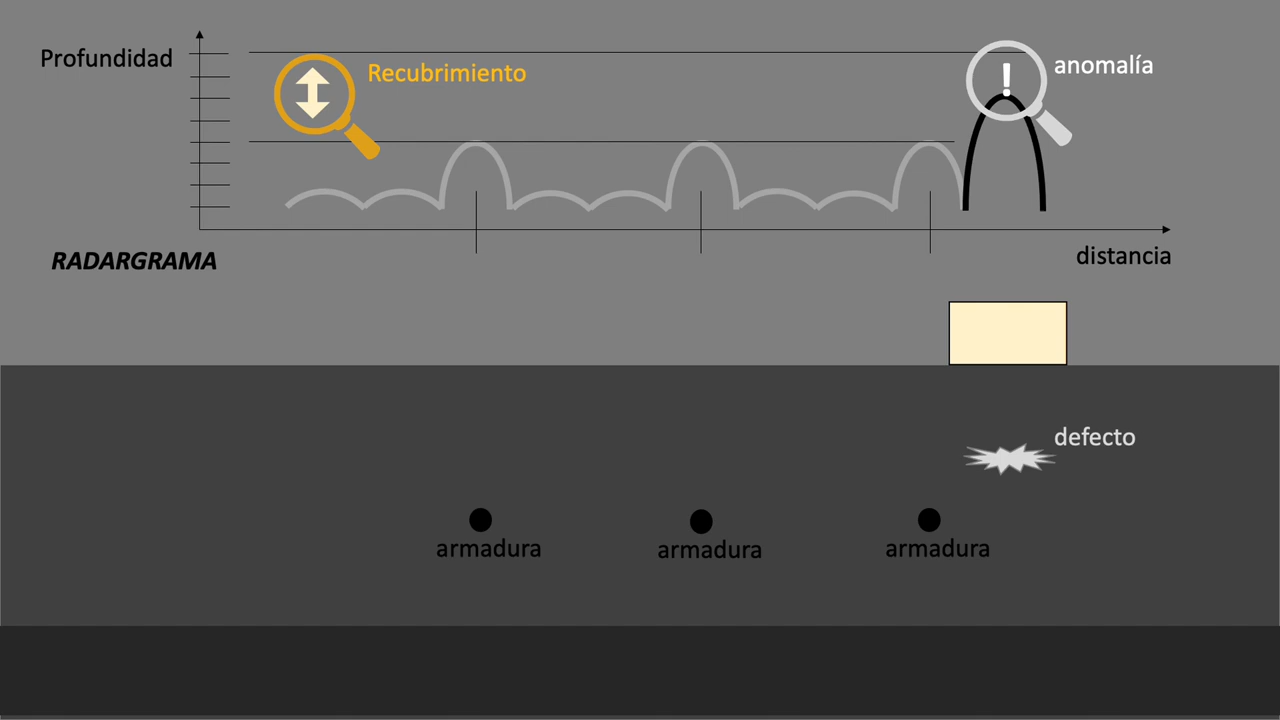 Profundidad
Recubrimiento
!
anomalía
RADARGRAMA
distancia
defecto
armadura
armadura
armadura